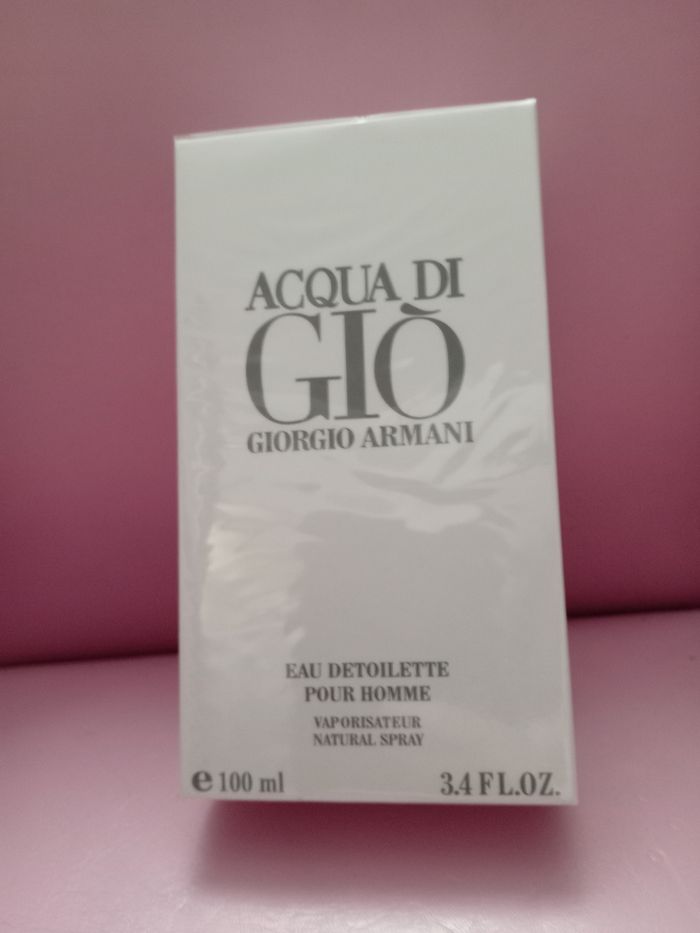 ACQUA DI
GIÒ
GIORGIO ARMANI
EAU DETOILETTE
POUR HOMME
VAPORISATEUR
NATURAL SPRAY
e 100 ml 3.4 FL.OZ.